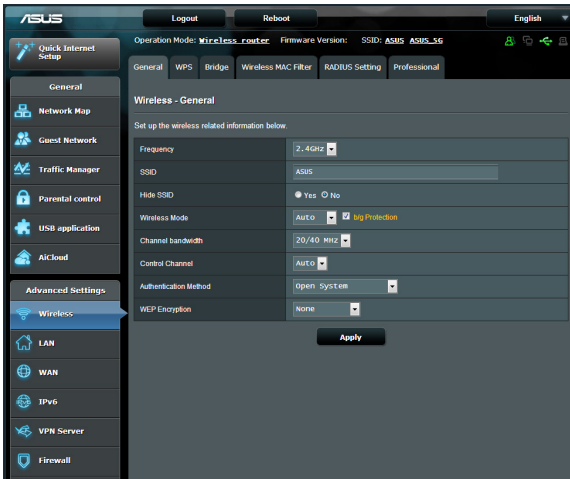 ASUS Logout Reboot English
Quick Internet Setup
Operation Mode: Wireless router Firmware Version: SSID: ASUS ASUS_5G
General WPS Bridge Wireless MAC Filter RADIUS Setting Professional
General
Network Map
Guest Network
Traffic Manager
Parental control
USB application
AiCloud
Advanced Settings
Wireless
LAN
WAN
IPv6
VPN Server
Firewall
Wireless - General
Set up the wireless related information below.
Frequency 2.4GHz
SSID ASUS
Hide SSID Yes No
Wireless Mode Auto b/g Protection
Channel bandwidth 20/40 MHz
Control Channel Auto
Authentication Method Open System
WEP Encryption None
Apply